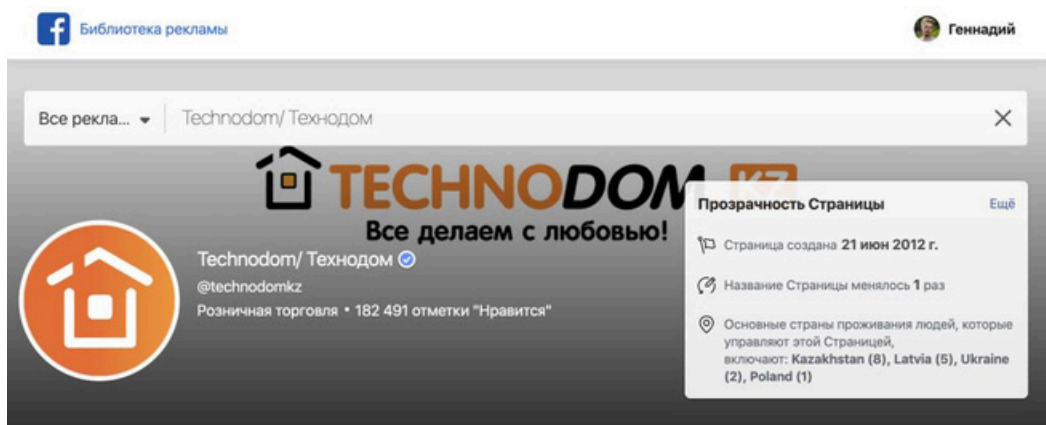 Библиотека рекламы
Геннадий
Все рекла...
Technodom/ Технодом
TECHNODOM KZ
Все делаем с любовью!
Technodom/ Технодом
@technodomkz
Розничная торговля • 182 491 отметки "Нравится"
Прозрачность Страницы
Ещё
Страница создана 21 июн 2012 г.
Название Страницы менялось 1 раз
Основные страны проживания людей, которые
управляют этой Страницей,
включают: Kazakhstan (8), Latvia (5), Ukraine
(2), Poland (1)